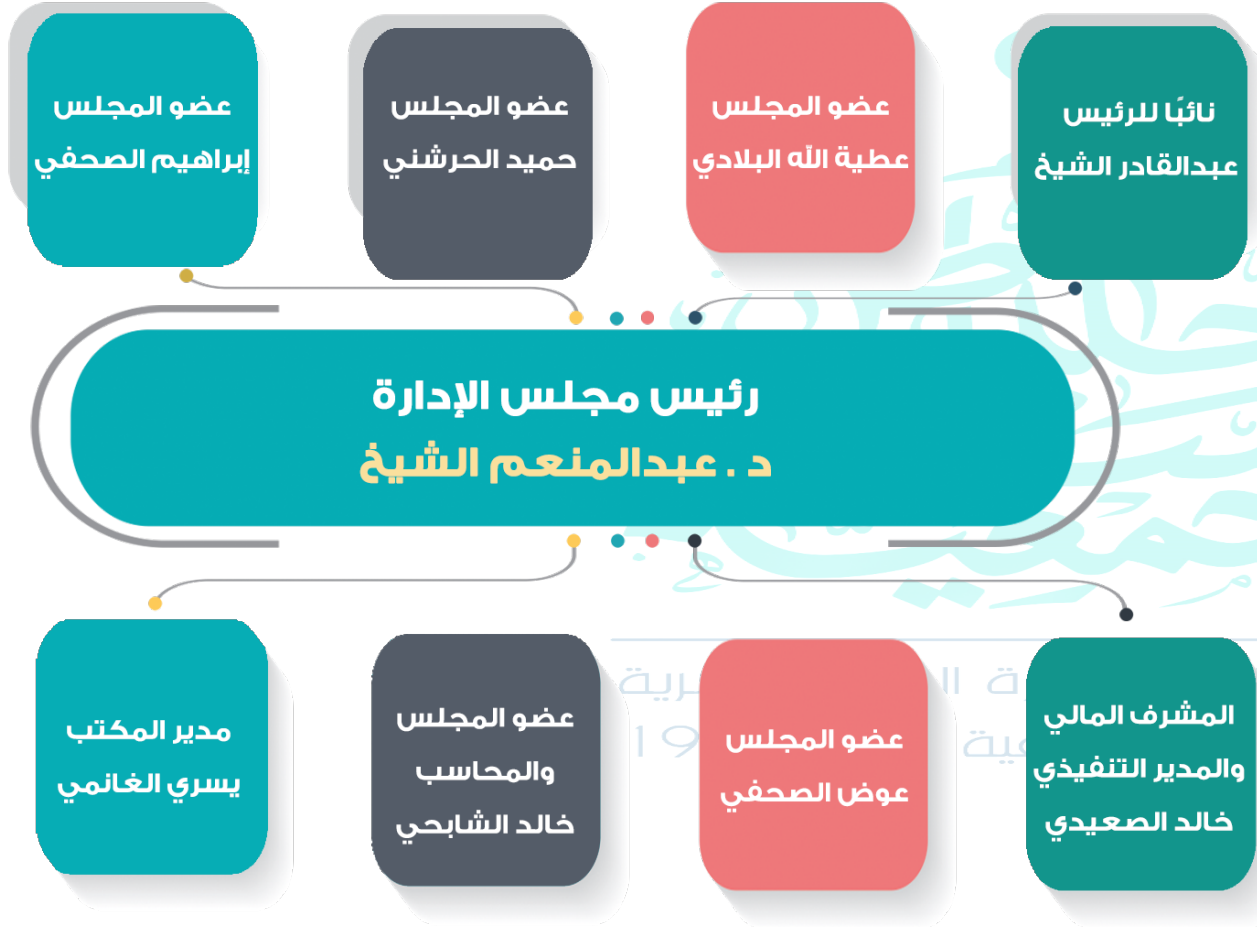 نائبًا للرئيس
عبدالقادر الشيخ
عضو المجلس
عطية الله البلادي
عضو المجلس
حميد الحرشني
عضو المجلس
إبراهيم الصحفي
رئيس مجلس الإدارة
د . عبدالمنعم الشيخ
المشرف المالي
والمدير التنفيذي
خالد الصعيدي
عضو المجلس
عوض الصحفي
عضو المجلس
والمحاسب
خالد الشابحي
مدير المكتب
يسري الغانمي